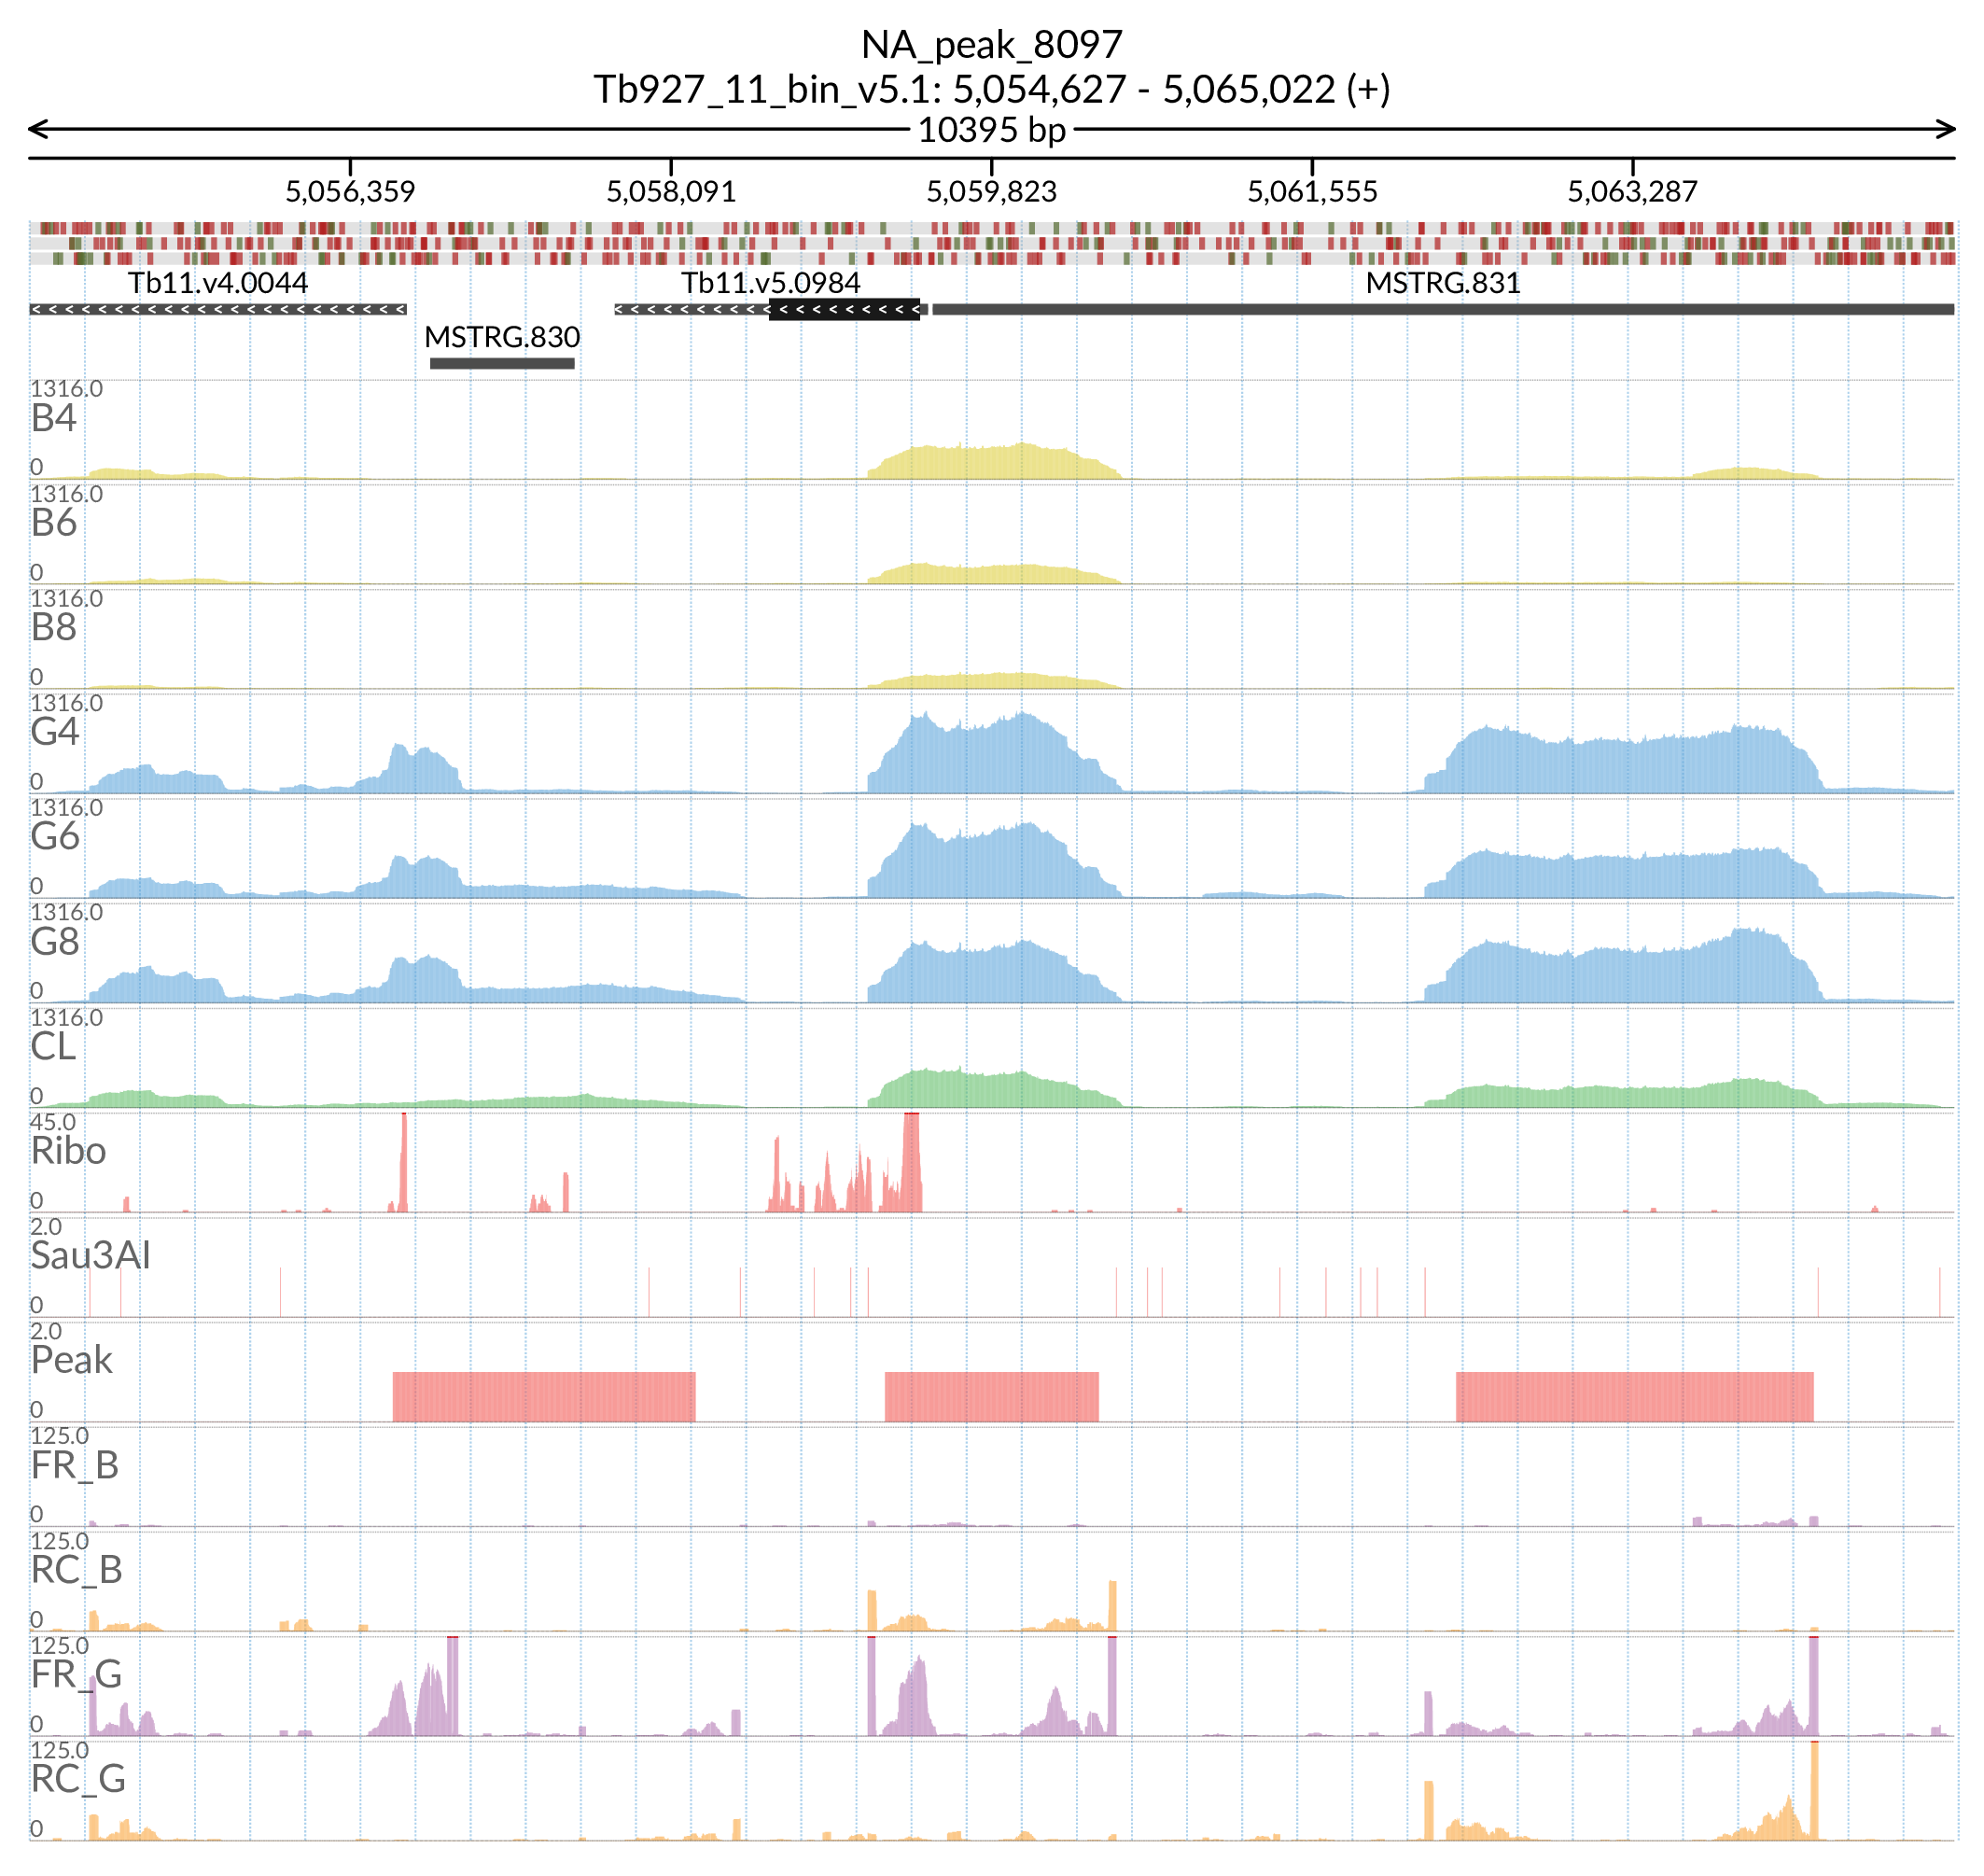 NA_peak_8097
Tb927_11_bin_v5.1: 5,054,627 - 5,065,022 (+)
10395 bp
5,056,359 5,058,091 5,059,823 5,061,555 5,063,287
Tb11.v4.0044 Tb11.v5.0984 MSTRG.831
MSTRG.830
1316.0
B4
0
1316.0
B6
0
1316.0
B8
0
1316.0
G4
0
1316.0
G6
0
1316.0
G8
0
1316.0
CL
0
45.0
Ribo
0
2.0
Sau3AI
0
2.0
Peak
0
125.0
FR_B
0
125.0
RC_B
0
125.0
FR_G
0
125.0
RC_G
0